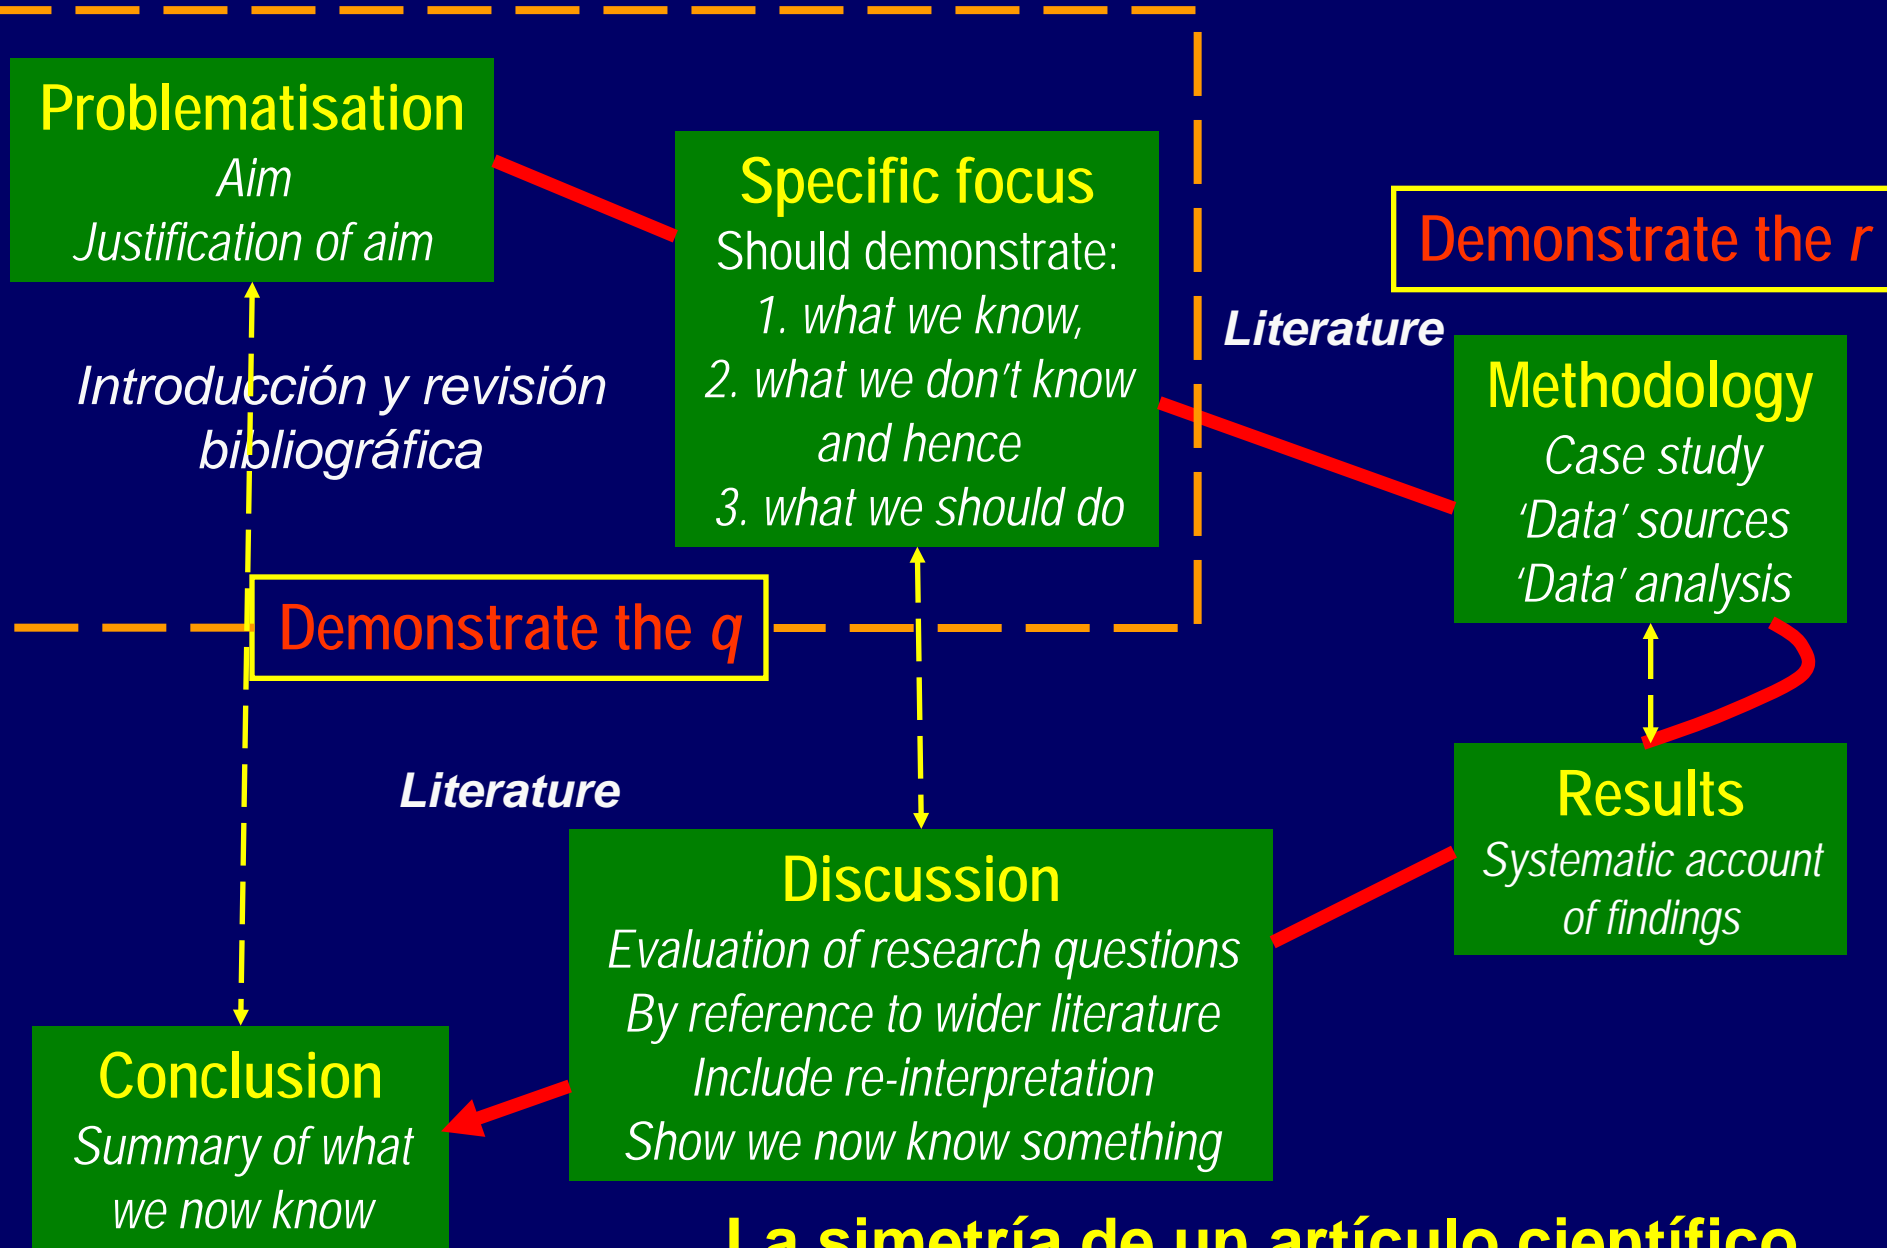 Problematisation
Aim
Justification of aim
Specific focus
Should demonstrate:
1. what we know,
2. what we don't know
and hence
3. what we should do
Demonstrate the r
Literature
Introducción y revisión
bibliográfica
Methodology
Case study
‘Data’ sources
‘Data’ analysis
Demonstrate the q
Literature
Results
Systematic account
of findings
Discussion
Evaluation of research questions
By reference to wider literature
Include re-interpretation
Show we now know something
Conclusion
Summary of what
we now know
La simetría de un artículo científico